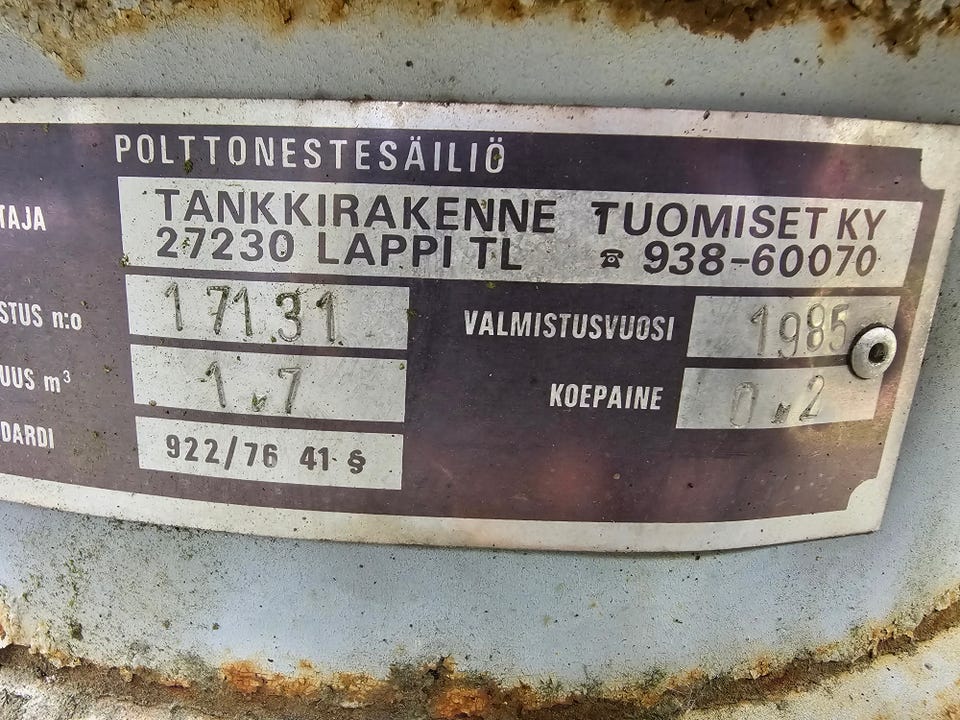 POLTTONESTESÄILIÖ
TAJA TANKKIRAKENNE TUOMISET KY
27230 LAPPI TL ☎ 938-60070
STUS n:o 17131 VALMISTUSVUOSI 1985
UUS m³ 1,7 KOEPAINE 0,2
DARDI 922/76 41 §